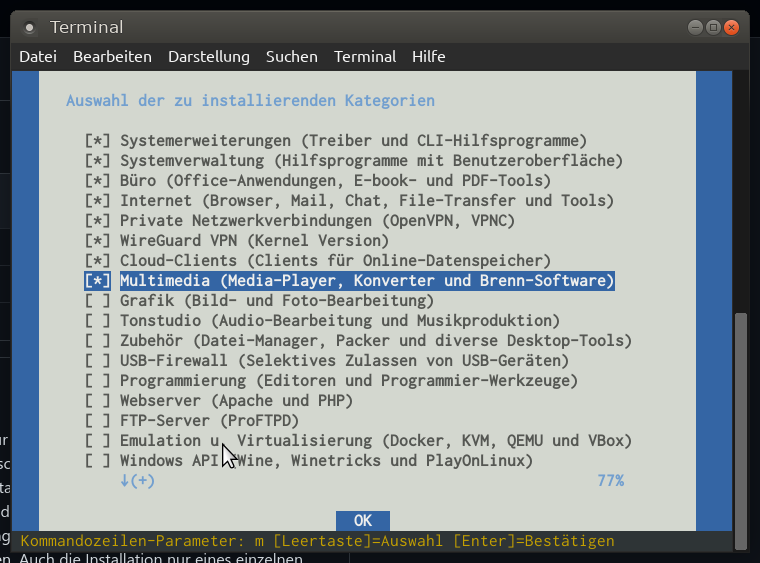 Terminal
Datei Bearbeiten Darstellung Suchen Terminal Hilfe
Auswahl der zu installierenden Kategorien
[*] Systemerweiterungen (Treiber und CLI-Hilfsprogramme)
[*] Systemverwaltung (Hilfsprogramme mit Benutzeroberfläche)
[*] Büro (Office-Anwendungen, E-book- und PDF-Tools)
[*] Internet (Browser, Mail, Chat, File-Transfer und Tools)
[*] Private Netzwerkverbindungen (OpenVPN, VPNC)
[*] WireGuard VPN (Kernel Version)
[*] Cloud-Clients (Clients für Online-Datenspeicher)
[*] Multimedia (Media-Player, Konverter und Brenn-Software)
[ ] Grafik (Bild- und Foto-Bearbeitung)
[ ] Tonstudio (Audio-Bearbeitung und Musikproduktion)
[ ] Zubehör (Datei-Manager, Packer und diverse Desktop-Tools)
[ ] USB-Firewall (Selektives Zulassen von USB-Geräten)
[ ] Programmierung (Editoren und Programmier-Werkzeuge)
[ ] Webserver (Apache und PHP)
[ ] FTP-Server (ProFTPD)
[ ] Emulation u. Virtualisierung (Docker, KVM, QEMU und VBox)
[ ] Windows API (Wine, Winetricks und PlayOnLinux)
↓(+) 77%
OK
Kommandozeilen-Parameter: m [Leertaste]=Auswahl [Enter]=Bestätigen
Auch die Installation nur eines einzelnen